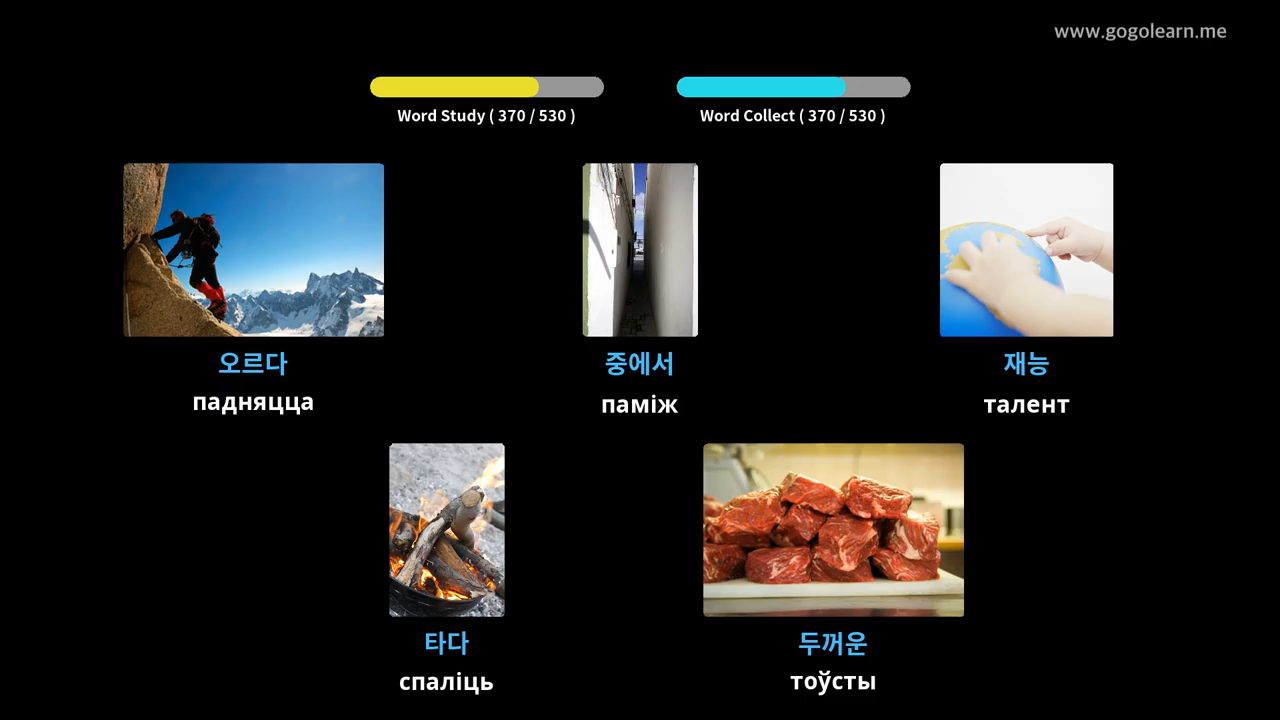 www.gogolearn.me
Word Study ( 370 / 530 )
Word Collect ( 370 / 530 )
오르다
падняцца
중에서
паміж
재능
талент
타다
спаліць
두꺼운
тоўсты